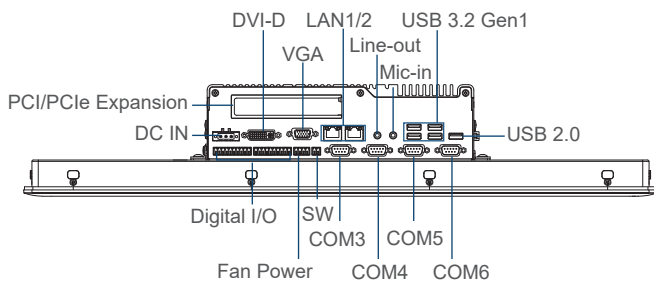 DVI-D
LAN1/2
USB 3.2 Gen1
VGA
Line-out
Mic-in
PCI/PCIe Expansion
DC IN
USB 2.0
Digital I/O
SW
COM3
COM5
Fan Power
COM4
COM6